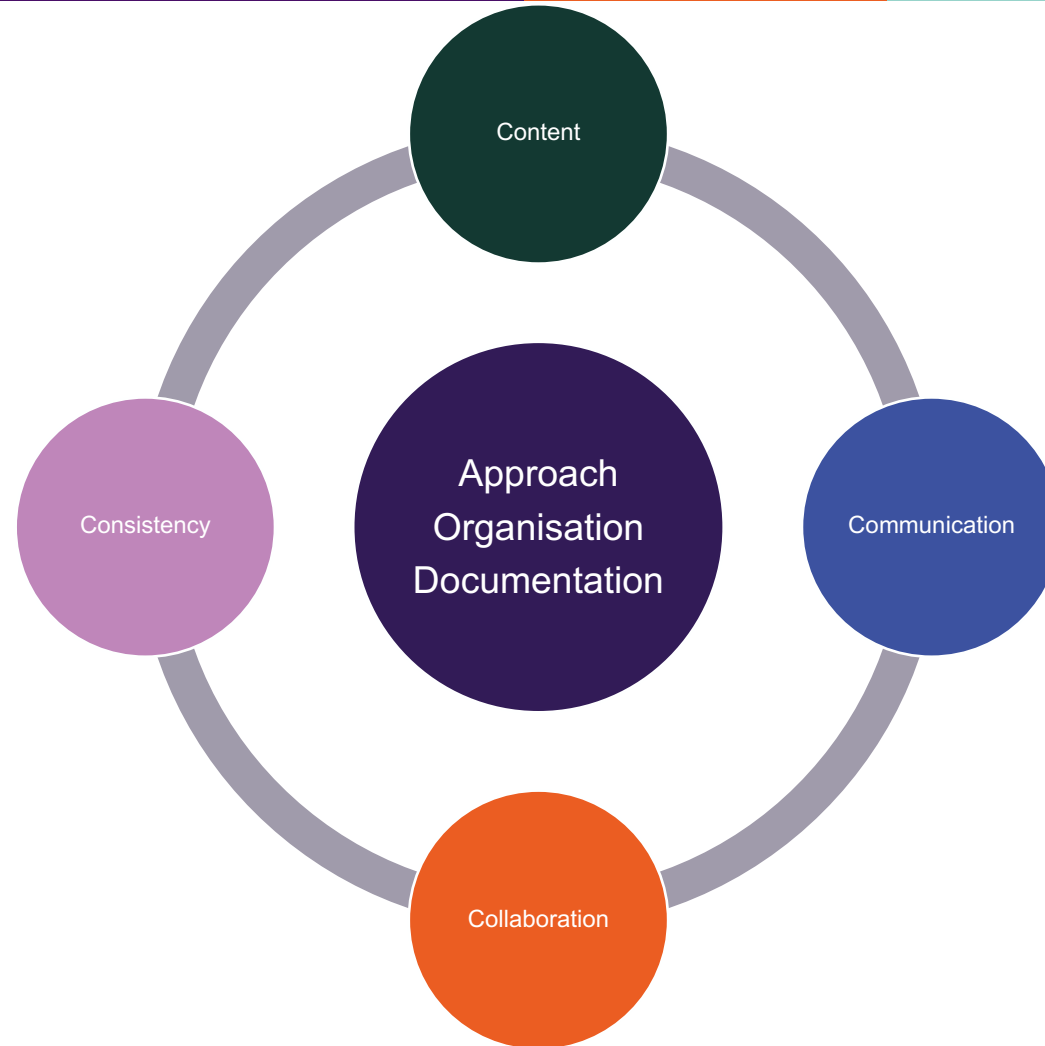 Content
Consistency
Approach
Organisation
Documentation
Communication
Collaboration